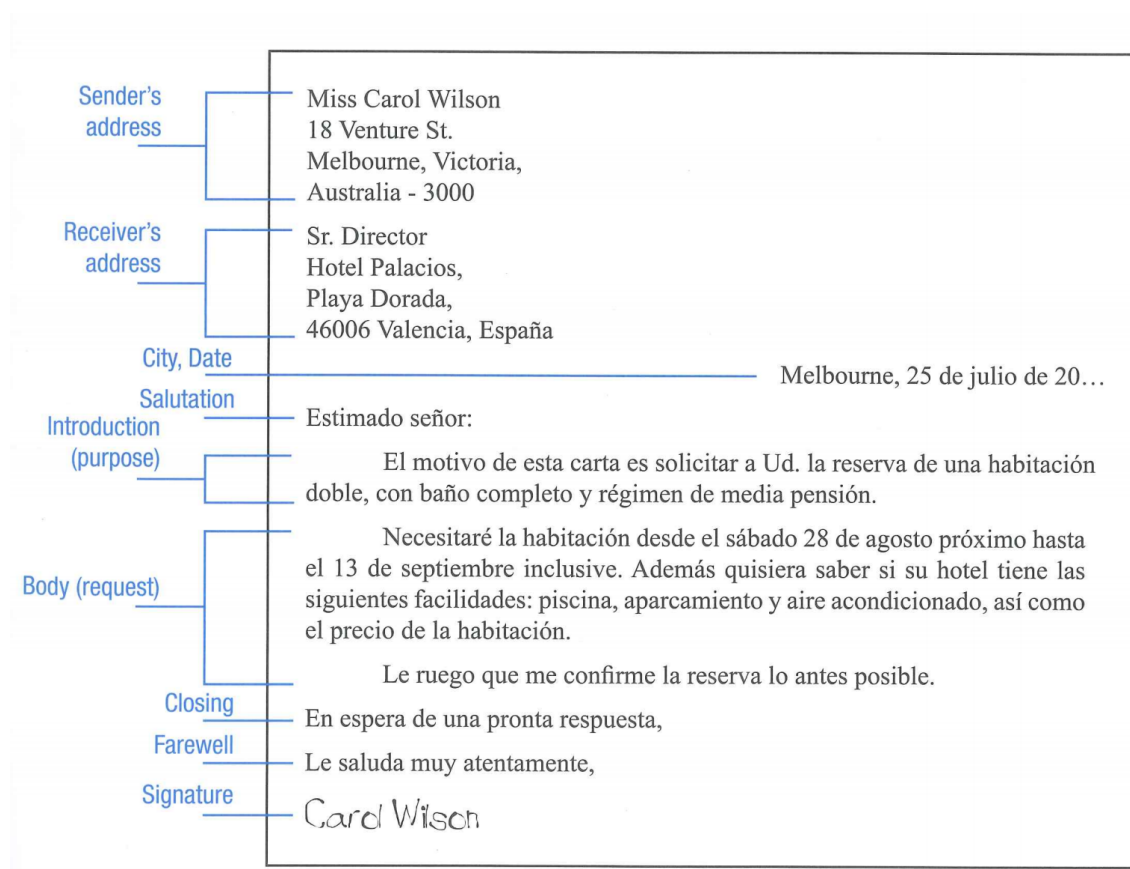 Sender's
address
Miss Carol Wilson
18 Venture St.
Melbourne, Victoria,
Australia - 3000
Receiver's
address
Sr. Director
Hotel Palacios,
Playa Dorada,
46006 Valencia, España
City, Date
Melbourne, 25 de julio de 20...
Salutation
Estimado señor:
Introduction
(purpose)
El motivo de esta carta es solicitar a Ud. la reserva de una habitación
doble, con baño completo y régimen de media pensión.
Body (request)
Necesitaré la habitación desde el sábado 28 de agosto próximo hasta
el 13 de septiembre inclusive. Además quisiera saber si su hotel tiene las
siguientes facilidades: piscina, aparcamiento y aire acondicionado, así como
el precio de la habitación.
Le ruego que me confirme la reserva lo antes posible.
Closing
En espera de una pronta respuesta,
Farewell
Le saluda muy atentamente,
Signature
Carol Wilson